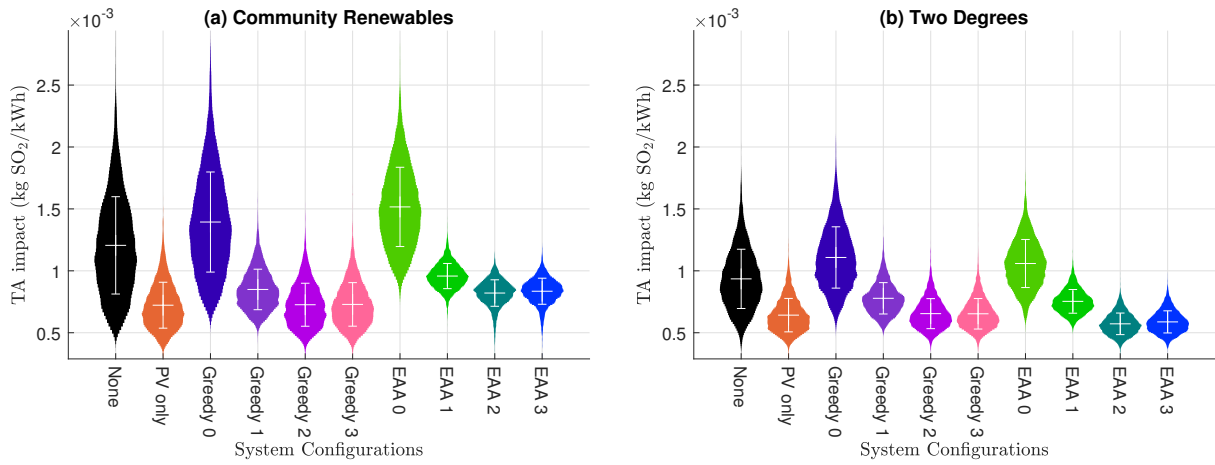 (a) Community Renewables
×10⁻³
TA impact (kg SO₂/kWh)
2.5
2
1.5
1
0.5
None
PV only
Greedy 0
Greedy 1
Greedy 2
Greedy 3
EAA 0
EAA 1
EAA 2
EAA 3
System Configurations
(b) Two Degrees
×10⁻³
TA impact (kg SO₂/kWh)
2.5
2
1.5
1
0.5
None
PV only
Greedy 0
Greedy 1
Greedy 2
Greedy 3
EAA 0
EAA 1
EAA 2
EAA 3
System Configurations